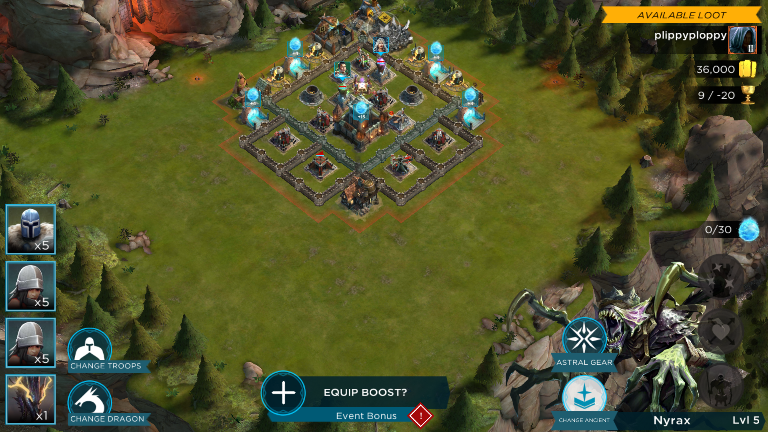 AVAILABLE LOOT
plippyploppy
II
36,000
9 / -20
0/30
x5
x5
x5
x1
CHANGE TROOPS
CHANGE DRAGON
EQUIP BOOST?
Event Bonus
ASTRAL GEAR
CHANGE ANCIENT
Nyrax
Lvl 5